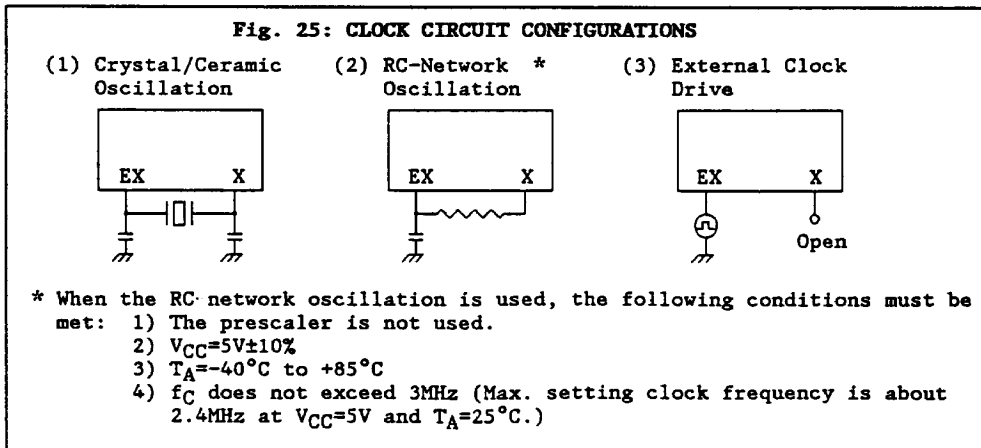 Fig. 25: CLOCK CIRCUIT CONFIGURATIONS
(1) Crystal/Ceramic Oscillation
(2) RC-Network * Oscillation
(3) External Clock Drive
EX X
EX X
EX X
Open
* When the RC network oscillation is used, the following conditions must be
met: 1) The prescaler is not used.
2) VCC=5V±10%
3) TA=-40°C to +85°C
4) fC does not exceed 3MHz (Max. setting clock frequency is about
2.4MHz at VCC=5V and TA=25°C.)